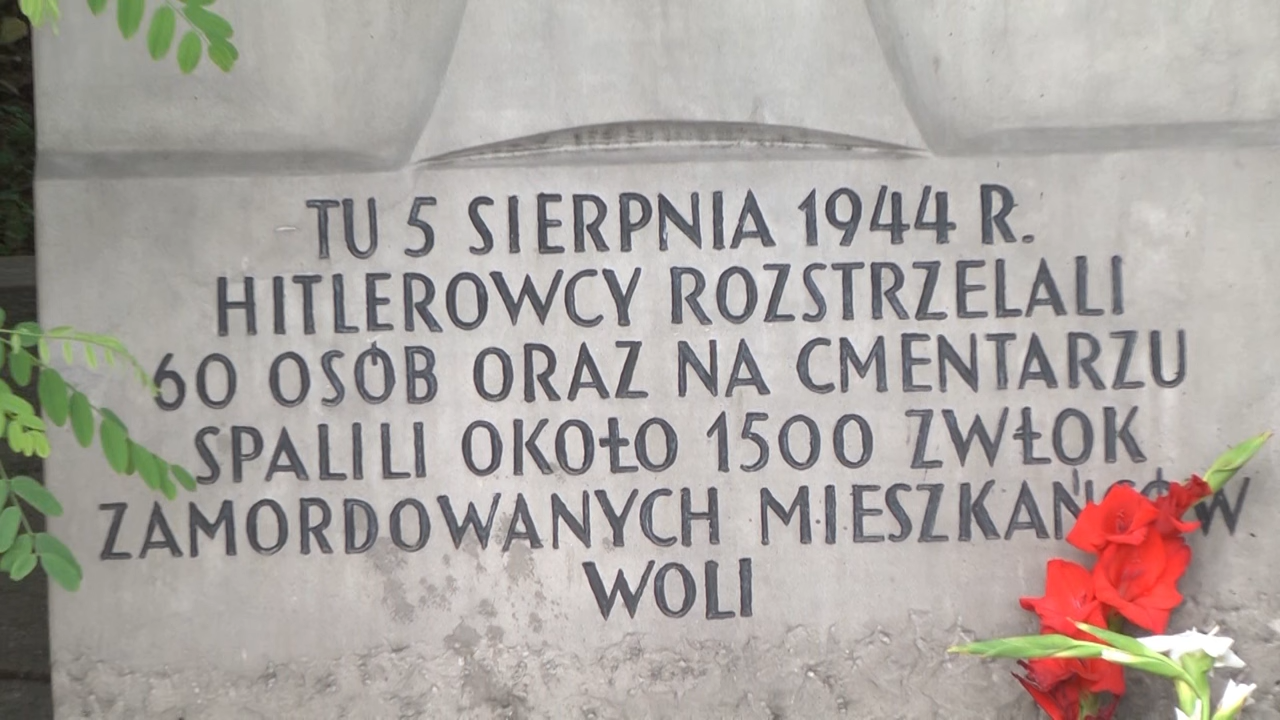 TU 5 SIERPNIA 1944 R.
HITLEROWCY ROZSTRZELALI
60 OSÓB ORAZ NA CMENTARZU
SPALILI OKOŁO 1500 ZWŁOK
ZAMORDOWANYCH MIESZKAŃCÓW
WOLI